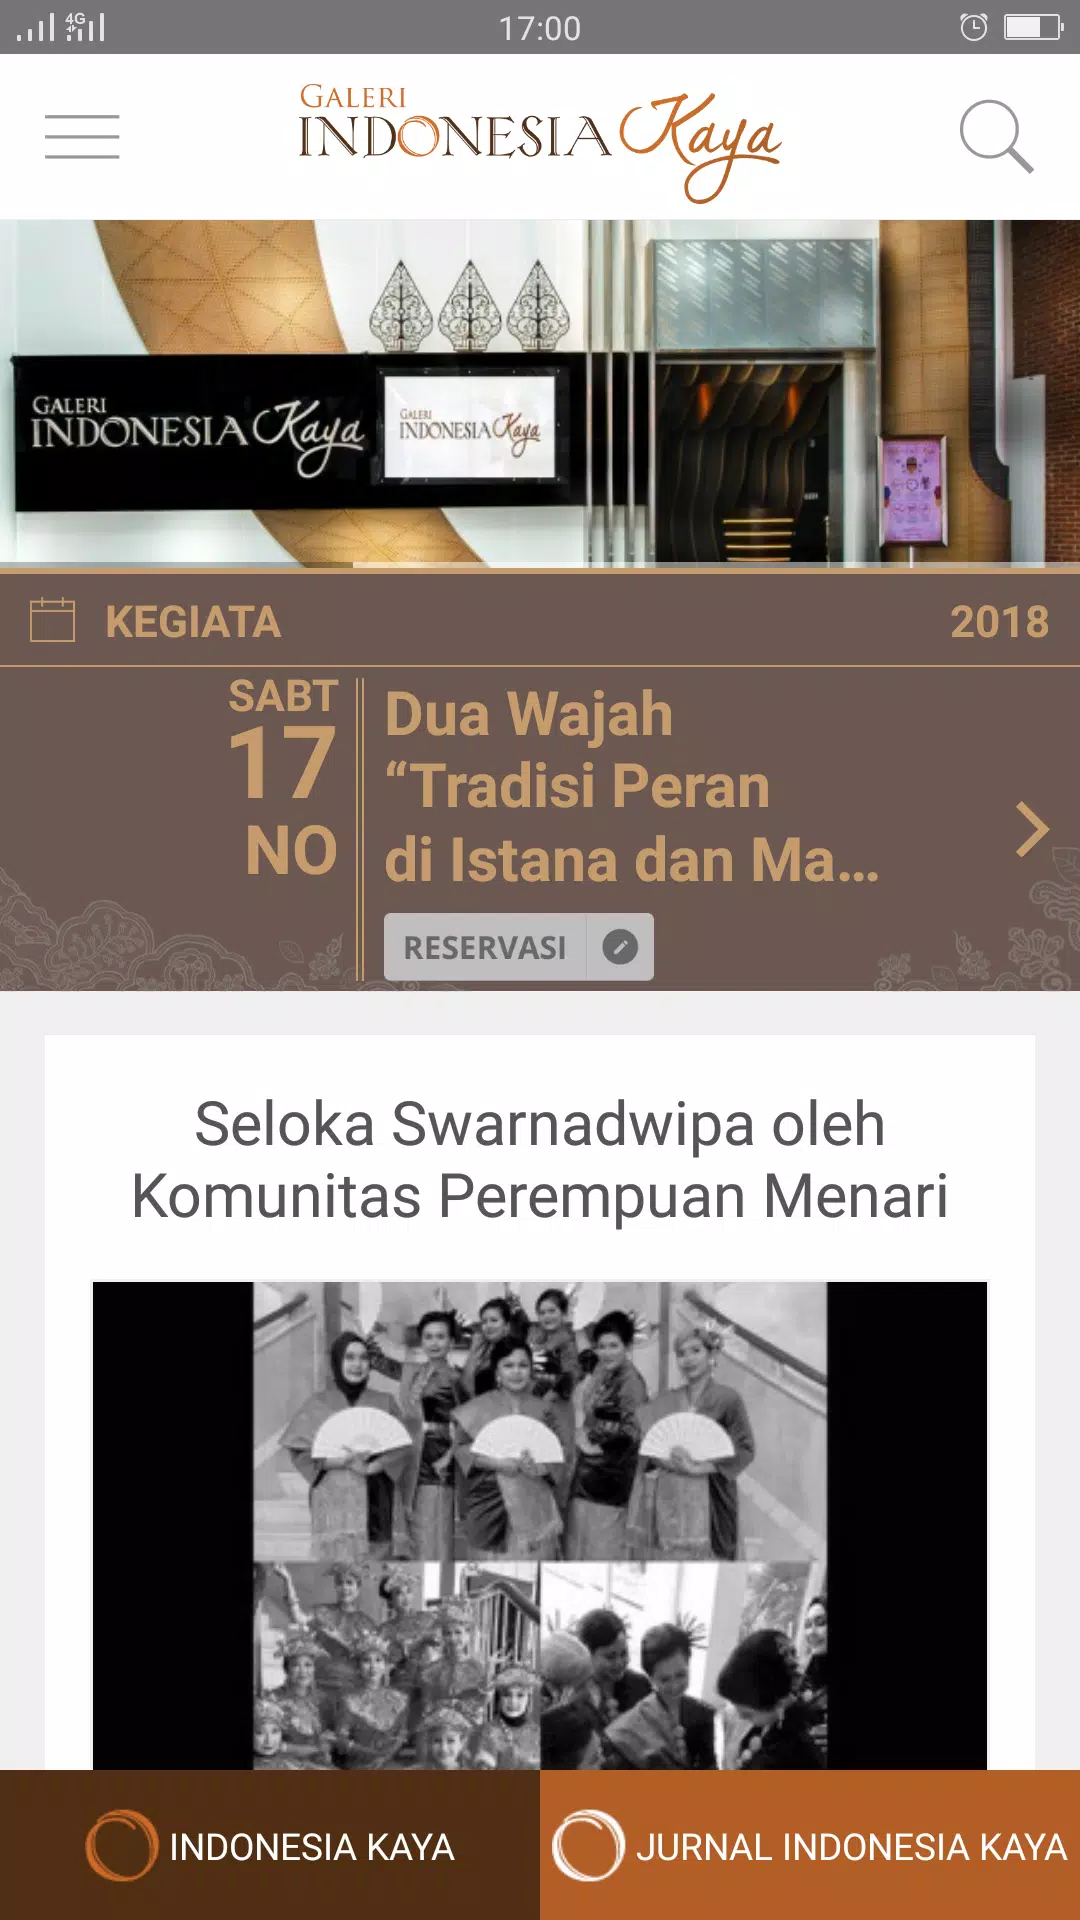 4G
17:00
GALERI
INDONESIA Kaya
GALERI
INDONESIA Kaya
GALERI
INDONESIA Kaya
KEGIATA
2018
SABT
17
NO
Dua Wajah
“Tradisi Peran
di Istana dan Ma...
RESERVASI
Seloka Swarnadwipa oleh
Komunitas Perempuan Menari
INDONESIA KAYA
JURNAL INDONESIA KAYA